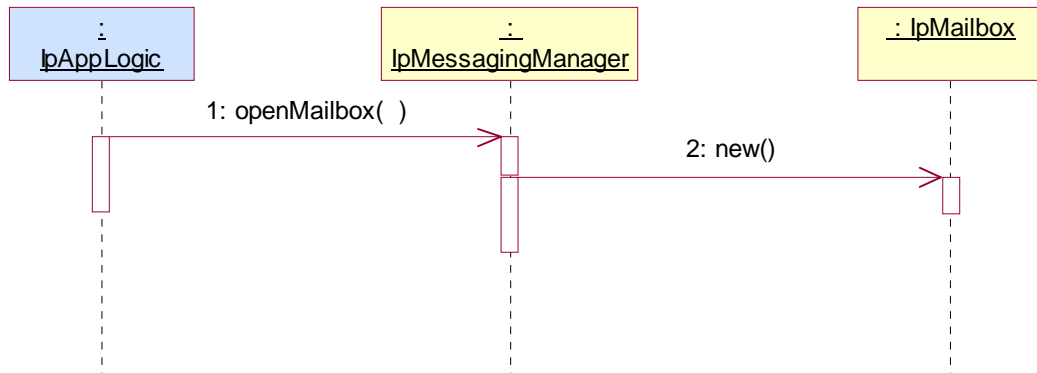 :
IpAppLogic
:
IpMessagingManager
: IpMailbox
1: openMailbox(  )
2: new()